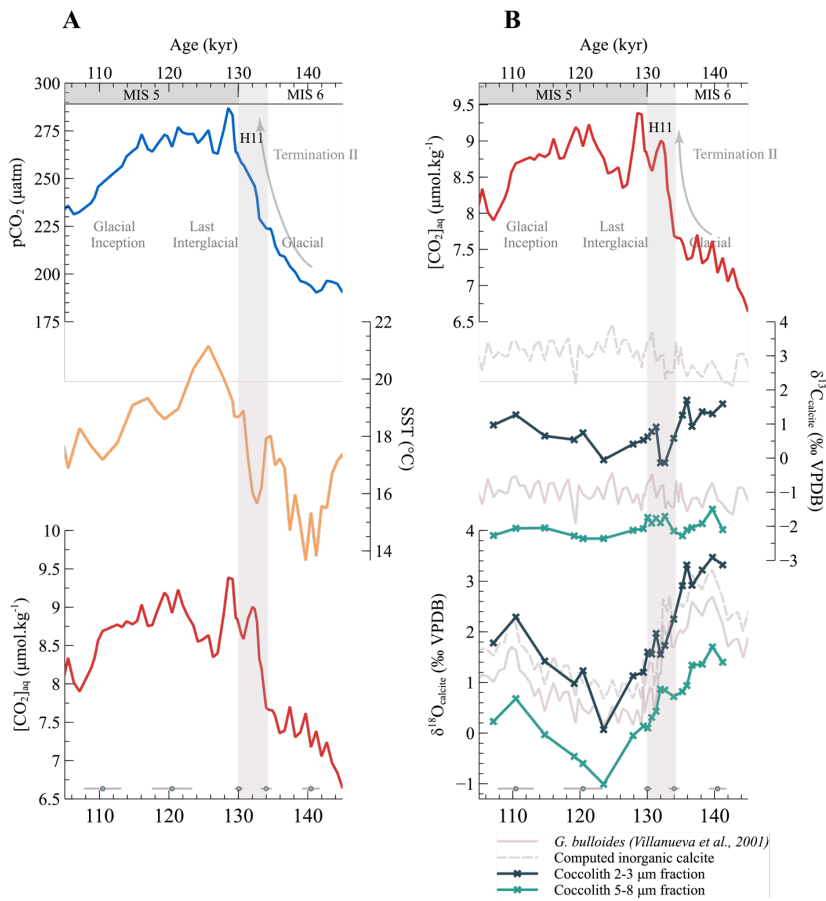 A
B
Age (kyr)
Age (kyr)
110 120 130 140
110 120 130 140
MIS 5 MIS 6
MIS 5 MIS 6
300
275
250
225
200
175
pCO₂ (μatm)
H11
Termination II
Glacial
Inception
Last
Interglacial
Glacial
9.5
9
8.5
8
7.5
7
6.5
[CO₂]aq (μmol.kg⁻¹)
H11
Termination II
Glacial
Inception
Last
Interglacial
Glacial
22
20
18
16
14
SST (°C)
4
3
2
1
0
−1
−2
−3
δ¹³Ccalcite
(‰ VPDB)
10
9.5
9
8.5
8
7.5
7
6.5
[CO₂]aq (μmol.kg⁻¹)
4
3
2
1
0
−1
δ¹⁸Ocalcite (‰ VPDB)
110 120 130 140
110 120 130 140
G. bulloides (Villanueva et al., 2001)
Computed inorganic calcite
Coccolith 2-3 μm fraction
Coccolith 5-8 μm fraction